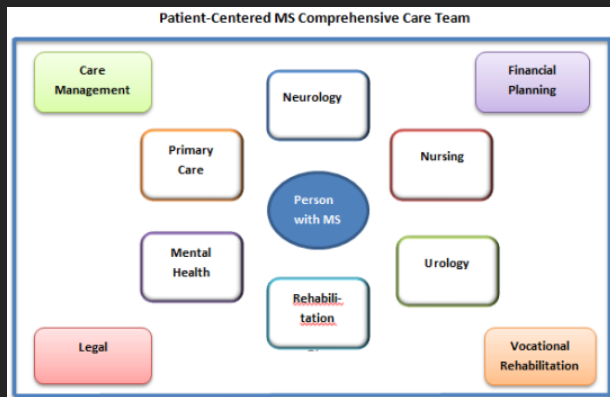 Patient-Centered MS Comprehensive Care Team
Care
Management
Neurology
Financial
Planning
Primary
Care
Nursing
Person
with MS
Mental
Health
Urology
Rehabili-
tation
Legal
Vocational
Rehabilitation